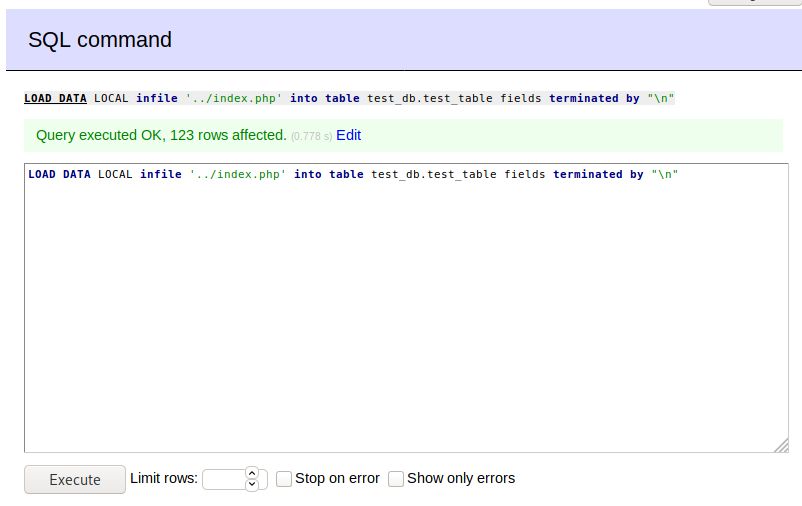 SQL command
LOAD DATA LOCAL infile '../index.php' into table test_db.test_table fields terminated by "\n"
Query executed OK, 123 rows affected. (0.778 s) Edit
LOAD DATA LOCAL infile '../index.php' into table test_db.test_table fields terminated by "\n"
Execute Limit rows: Stop on error Show only errors